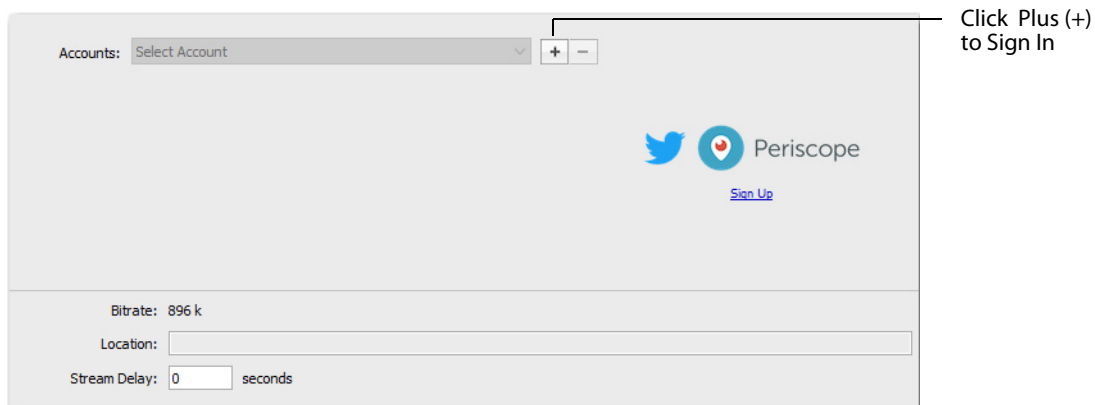 Click Plus (+)
to Sign In
Accounts: Select Account + −
Periscope
Sign Up
Bitrate: 896 k
Location:
Stream Delay: 0 seconds